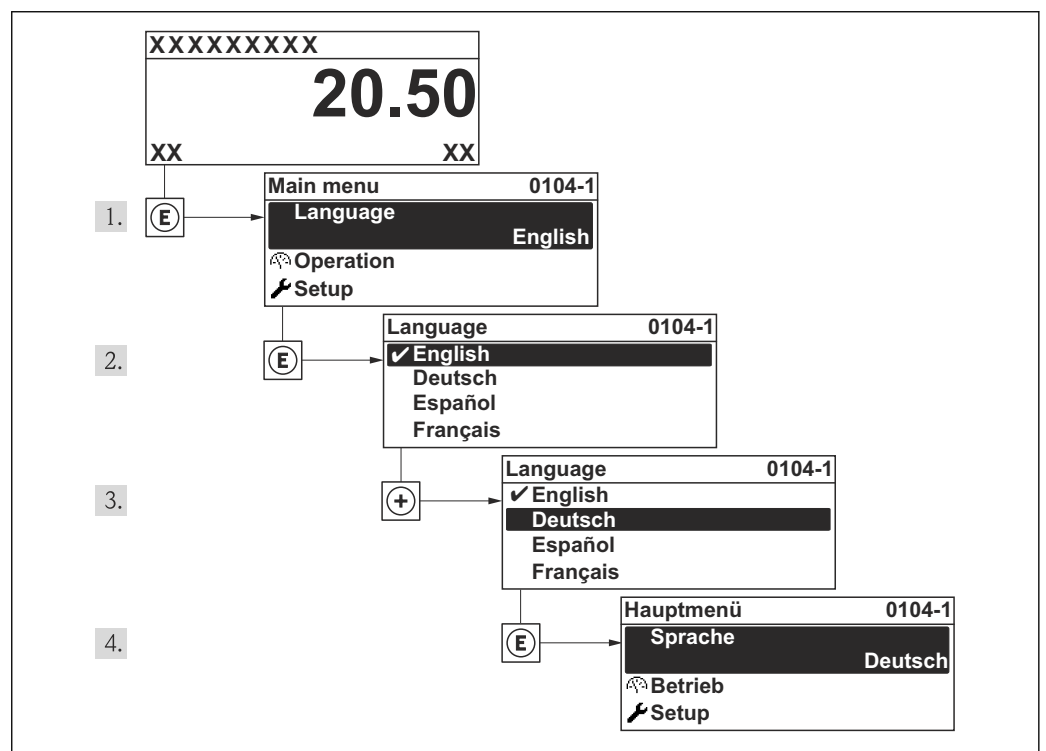 XXXXXXXXX
20.50
XX XX
1. E
Main menu 0104-1
Language
English
Operation
Setup
2. E
Language 0104-1
✔ English
Deutsch
Español
Français
3. +
Language 0104-1
✔ English
Deutsch
Español
Français
4. E
Hauptmenü 0104-1
Sprache
Deutsch
Betrieb
Setup